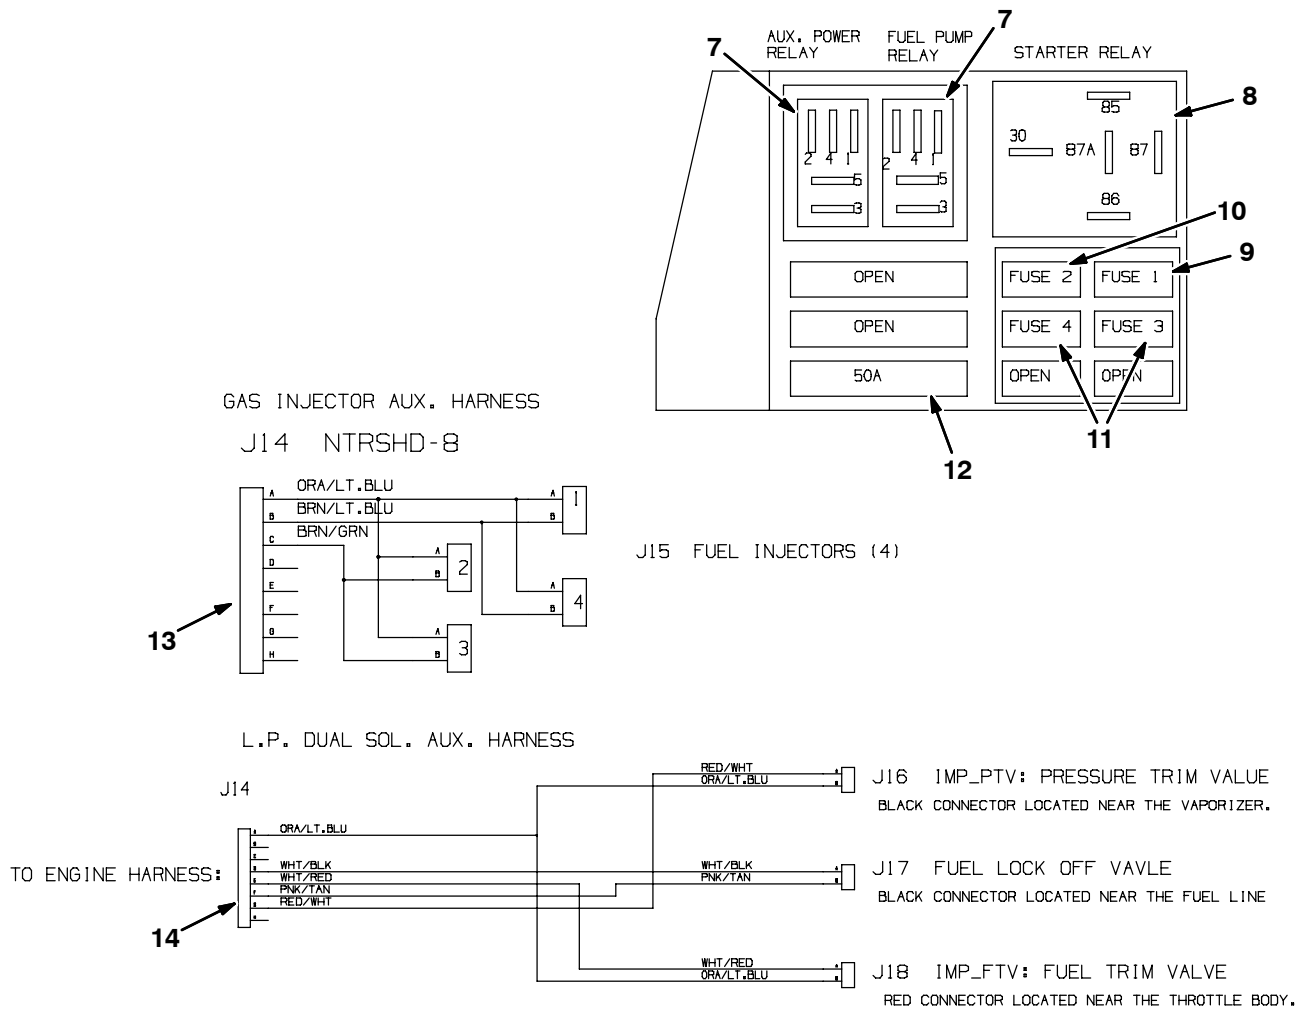 7
AUX. POWER
RELAY
FUEL PUMP
RELAY
7
STARTER RELAY
8
85
30
87A
87
86
2 4 1
5
3
2 4 1
5
3
10
9
OPEN
FUSE 2
FUSE 1
OPEN
FUSE 4
FUSE 3
50A
OPEN
OPEN
11
12
GAS INJECTOR AUX. HARNESS
J14 NTRSHD-8
A
ORA/LT.BLU
B
BRN/LT.BLU
C
BRN/GRN
D
E
F
G
H
A
B
1
A
B
2
A
B
4
A
B
3
J15 FUEL INJECTORS (4)
13
L.P. DUAL SOL. AUX. HARNESS
J14
TO ENGINE HARNESS:
ORA/LT.BLU
WHT/BLK
WHT/RED
PNK/TAN
RED/WHT
14
RED/WHT
ORA/LT.BLU
J16 IMP_PTV: PRESSURE TRIM VALUE
BLACK CONNECTOR LOCATED NEAR THE VAPORIZER.
WHT/BLK
PNK/TAN
J17 FUEL LOCK OFF VAVLE
BLACK CONNECTOR LOCATED NEAR THE FUEL LINE
WHT/RED
ORA/LT.BLU
J18 IMP_FTV: FUEL TRIM VALVE
RED CONNECTOR LOCATED NEAR THE THROTTLE BODY.